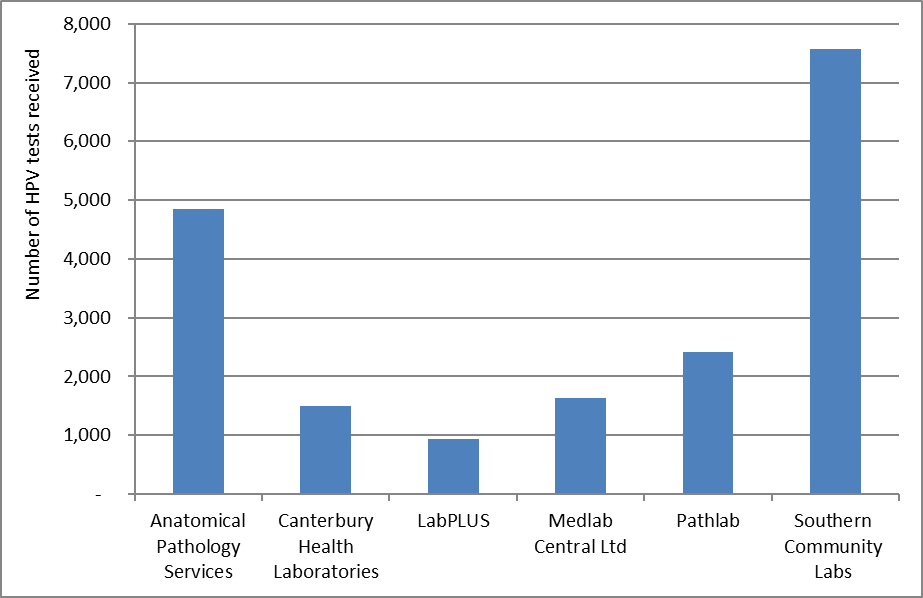 Number of HPV tests received
8,000
7,000
6,000
5,000
4,000
3,000
2,000
1,000
-
Anatomical
Pathology
Services
Canterbury
Health
Laboratories
LabPLUS
Medlab
Central Ltd
Pathlab
Southern
Community
Labs